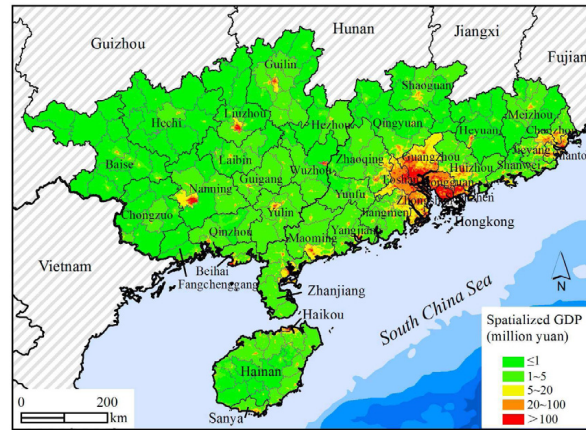 Guizhou
Hunan
Jiangxi
Fujian
Guilin
Shaoguan
Hechi
Liuzhou
Hezhou
Qingyuan
Meizhou
Chaozhou
Heyuan
Jieyang
Shantou
Baise
Laibin
Wuzhou
Zhaoqing
Guangzhou
Huizhou
Shanwei
Guigang
Foshan
Dongguan
Nanning
Yunfu
Chongzuo
Yulin
Jiangmen
Hongkong
Qinzhou
Maoming
Yangjiang
Vietnam
Beihai
Fangchenggang
Zhanjiang
Haikou
South China Sea
N
Hainan
Sanya
Spatialized GDP
(million yuan)
≤1
1~5
5~20
20~100
>100
0 200
km